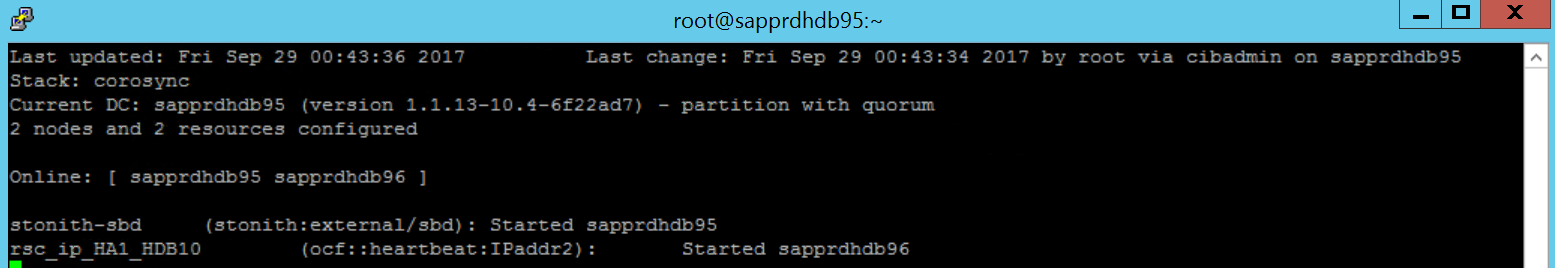 root@sapprdhdb95:~
Last updated: Fri Sep 29 00:43:36 2017 Last change: Fri Sep 29 00:43:34 2017 by root via cibadmin on sapprdhdb95
Stack: corosync
Current DC: sapprdhdb95 (version 1.1.13-10.4-6f22ad7) - partition with quorum
2 nodes and 2 resources configured
Online: [ sapprdhdb95 sapprdhdb96 ]
stonith-sbd (stonith:external/sbd): Started sapprdhdb95
rsc_ip_HA1_HDB10 (ocf::heartbeat:IPaddr2): Started sapprdhdb96